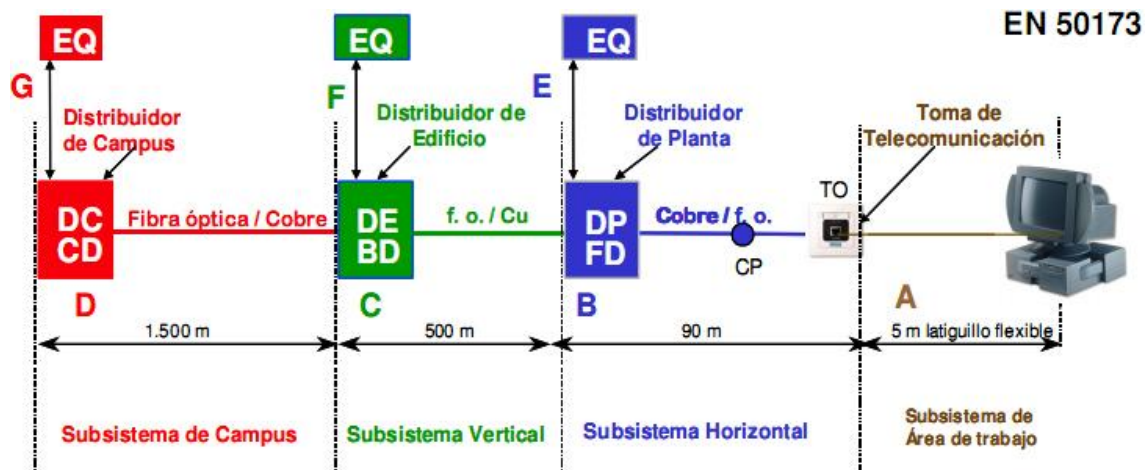 EN 50173
EQ
EQ
EQ
G
F
E
Distribuidor
de Campus
Distribuidor de
Edificio
Distribuidor
de Planta
Toma de
Telecomunicación
TO
DC
CD
Fibra óptica / Cobre
DE
BD
f. o. / Cu
DP
FD
Cobre / f. o.
CP
D
C
B
A
1.500 m
500 m
90 m
5 m latiguillo flexible
Subsistema de Campus
Subsistema Vertical
Subsistema Horizontal
Subsistema de
Área de trabajo